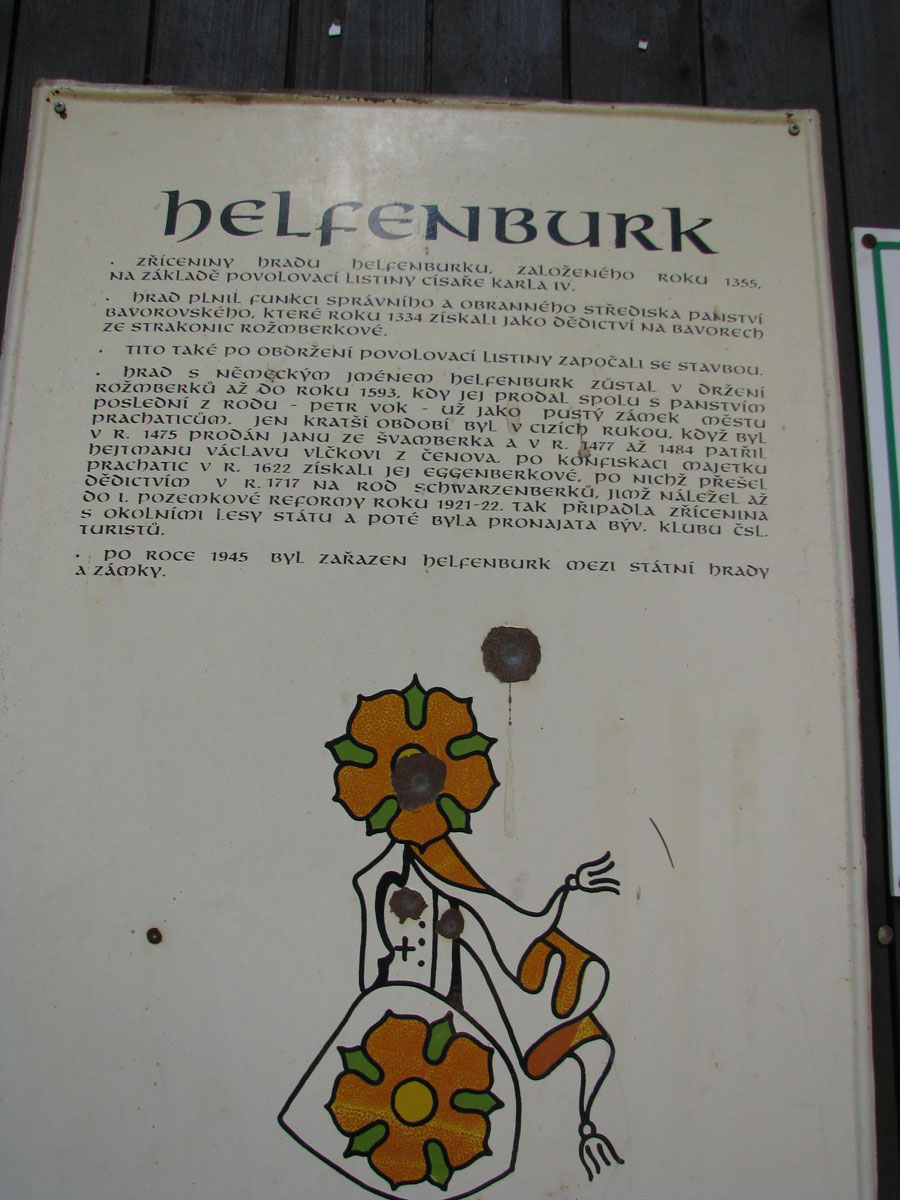 HELFENBURK
· ZŘÍCENINY HRADU HELFENBURKU, ZALOŽENÉHO ROKU 1355,
NA ZÁKLADĚ POVOLOVACÍ LISTINY CÍSAŘE KARLA IV.
· HRAD PLNIL FUNKCI SPRÁVNÍHO A OBRANNÉHO STŘEDISKA PANSTVÍ
BAVOROVSKÉHO, KTERÉ ROKU 1334 ZÍSKALI JAKO DĚDICTVÍ NA BAVORECH
ZE STRAKONIC ROŽMBERKOVÉ.
· TITO TAKÉ PO OBDRŽENÍ POVOLOVACÍ LISTINY ZAPOČALI SE STAVBOU.
· HRAD S NĚMECKÝM JMÉNEM HELFENBURK ZŮSTAL V DRŽENÍ
ROŽMBERKŮ AŽ DO ROKU 1593, KDY JEJ PRODAL SPOLU S PANSTVÍM
POSLEDNÍ Z RODU - PETR VOK - UŽ JAKO PUSTÝ ZÁMEK MĚSTU
PRACHATICŮM. JEN KRATŠÍ OBDOBÍ BYL V CIZÍCH RUKOU, KDYŽ BYL
V R. 1475 PRODÁN JANU ZE ŠVAMBERKA A V R. 1477 AŽ 1484 PATŘIL
HEJTMANU VÁCLAVU VLČKOVI Z ČENOVA. PO KONFISKACI MAJETKU
PRACHATIC V R. 1622 ZÍSKALI JEJ EGGENBERKOVÉ, PO NICHŽ PŘEŠEL
DĚDICTVÍM V R. 1717 NA ROD SCHWARZENBERKŮ, JIMŽ NÁLEŽEL AŽ
DO I. POZEMKOVÉ REFORMY ROKU 1921-22. TAK PŘIPADLA ZŘÍCENINA
S OKOLNÍMI LESY STÁTU A POTÉ BYLA PRONAJATA BÝV. KLUBU ČSL.
TURISTŮ.
· PO ROCE 1945 BYL ZAŘAZEN HELFENBURK MEZI STÁTNÍ HRADY
A ZÁMKY.